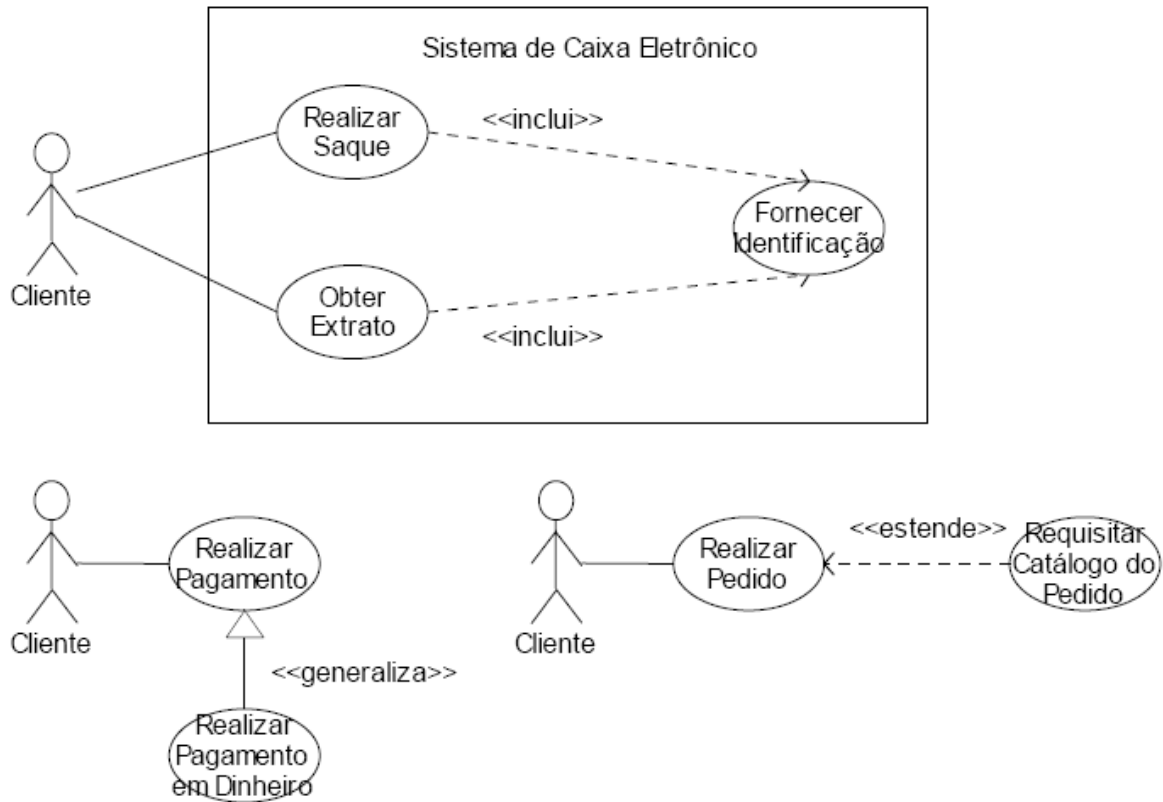 Sistema de Caixa Eletrônico
Realizar
Saque
<<inclui>>
Fornecer
Identificação
Cliente
Obter
Extrato
<<inclui>>
Realizar
Pagamento
Cliente
<<generaliza>>
Realizar
Pagamento
em Dinheiro
Realizar
Pedido
Cliente
<<estende>>
Requisitar
Catálogo do
Pedido